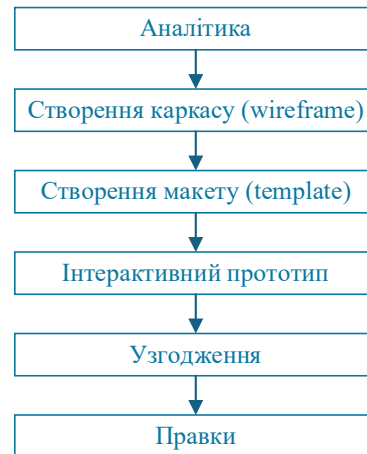 Аналітика
Створення каркасу (wireframe)
Створення макету (template)
Інтерактивний прототип
Узгодження
Правки